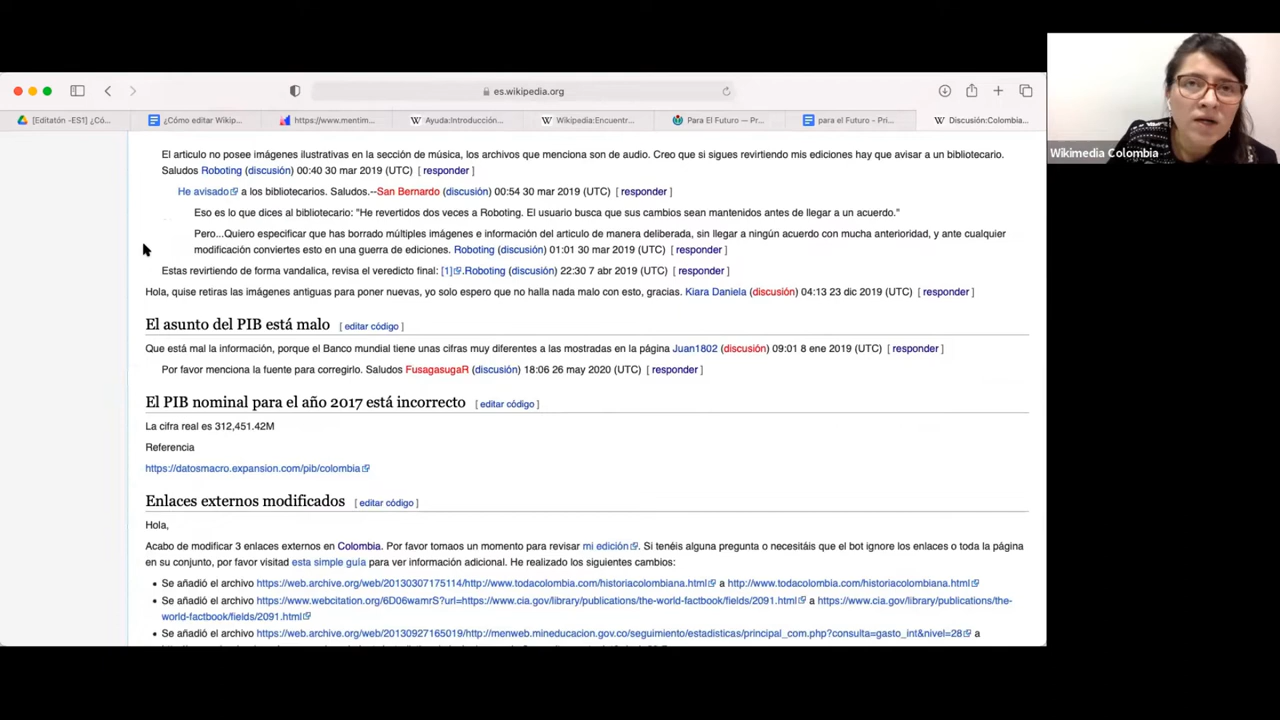 es.wikipedia.org
[Editatón -ES1] ¿Có...
¿Cómo editar Wikip...
https://www.mentim...
Ayuda:Introducción...
Wikipedia:Encuentr...
Para El Futuro — Pr...
para el Futuro - Pri...
Discusión:Colombia...
Wikimedia Colombia
El articulo no posee imágenes ilustrativas en la sección de música, los archivos que menciona son de audio. Creo que si sigues revirtiendo mis ediciones hay que avisar a un bibliotecario.
Saludos Roboting (discusión) 00:40 30 mar 2019 (UTC) [ responder ]
He avisado a los bibliotecarios. Saludos.--San Bernardo (discusión) 00:54 30 mar 2019 (UTC) [ responder ]
Eso es lo que dices al bibliotecario: "He revertidos dos veces a Roboting. El usuario busca que sus cambios sean mantenidos antes de llegar a un acuerdo."
Pero...Quiero especificar que has borrado múltiples imágenes e información del articulo de manera deliberada, sin llegar a ningún acuerdo con mucha anterioridad, y ante cualquier
modificación conviertes esto en una guerra de ediciones. Roboting (discusión) 01:01 30 mar 2019 (UTC) [ responder ]
Estas revirtiendo de forma vandalica, revisa el veredicto final: [1].Roboting (discusión) 22:30 7 abr 2019 (UTC) [ responder ]
Hola, quise retiras las imágenes antiguas para poner nuevas, yo solo espero que no halla nada malo con esto, gracias. Kiara Daniela (discusión) 04:13 23 dic 2019 (UTC) [ responder ]
El asunto del PIB está malo [ editar código ]
Que está mal la información, porque el Banco mundial tiene unas cifras muy diferentes a las mostradas en la página Juan1802 (discusión) 09:01 8 ene 2019 (UTC) [ responder ]
Por favor menciona la fuente para corregirlo. Saludos FusagasugaR (discusión) 18:06 26 may 2020 (UTC) [ responder ]
El PIB nominal para el año 2017 está incorrecto [ editar código ]
La cifra real es 312,451.42M
Referencia
https://datosmacro.expansion.com/pib/colombia
Enlaces externos modificados [ editar código ]
Hola,
Acabo de modificar 3 enlaces externos en Colombia. Por favor tomaos un momento para revisar mi edición. Si tenéis alguna pregunta o necesitáis que el bot ignore los enlaces o toda la página
en su conjunto, por favor visitad esta simple guía para ver información adicional. He realizado los siguientes cambios:
• Se añadió el archivo https://web.archive.org/web/20130307175114/http://www.todacolombia.com/historiacolombiana.html a http://www.todacolombia.com/historiacolombiana.html
• Se añadió el archivo https://www.webcitation.org/6D06wamrS?url=https://www.cia.gov/library/publications/the-world-factbook/fields/2091.html a https://www.cia.gov/library/publications/the-
world-factbook/fields/2091.html
• Se añadió el archivo https://web.archive.org/web/20130927165019/http://menweb.mineducacion.gov.co/seguimiento/estadisticas/principal_com.php?consulta=gasto_int&nivel=28 a